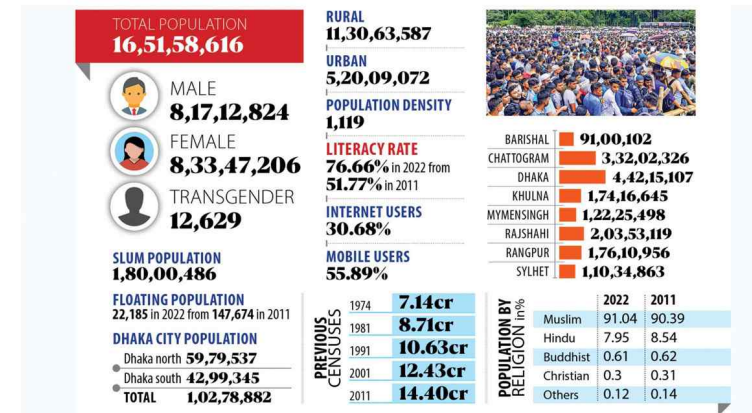 TOTAL POPULATION
16,51,58,616
MALE
8,17,12,824
FEMALE
8,33,47,206
TRANSGENDER
12,629
SLUM POPULATION
1,80,00,486
FLOATING POPULATION
22,185 in 2022 from 147,674 in 2011
DHAKA CITY POPULATION
Dhaka north 59,79,537
Dhaka south 42,99,345
TOTAL 1,02,78,882
RURAL
11,30,63,587
URBAN
5,20,09,072
POPULATION DENSITY
1,119
LITERACY RATE
76.66% in 2022 from
51.77% in 2011
INTERNET USERS
30.68%
MOBILE USERS
55.89%
PREVIOUS
CENSUSES
1974 7.14cr
1981 8.71cr
1991 10.63cr
2001 12.43cr
2011 14.40cr
BARISHAL 91,00,102
CHATTOGRAM 3,32,02,326
DHAKA 4,42,15,107
KHULNA 1,74,16,645
MYMENSINGH 1,22,25,498
RAJSHAHI 2,03,53,119
RANGPUR 1,76,10,956
SYLHET 1,10,34,863
POPULATION BY
RELIGION in%
2022 2011
Muslim 91.04 90.39
Hindu 7.95 8.54
Buddhist 0.61 0.62
Christian 0.3 0.31
Others 0.12 0.14